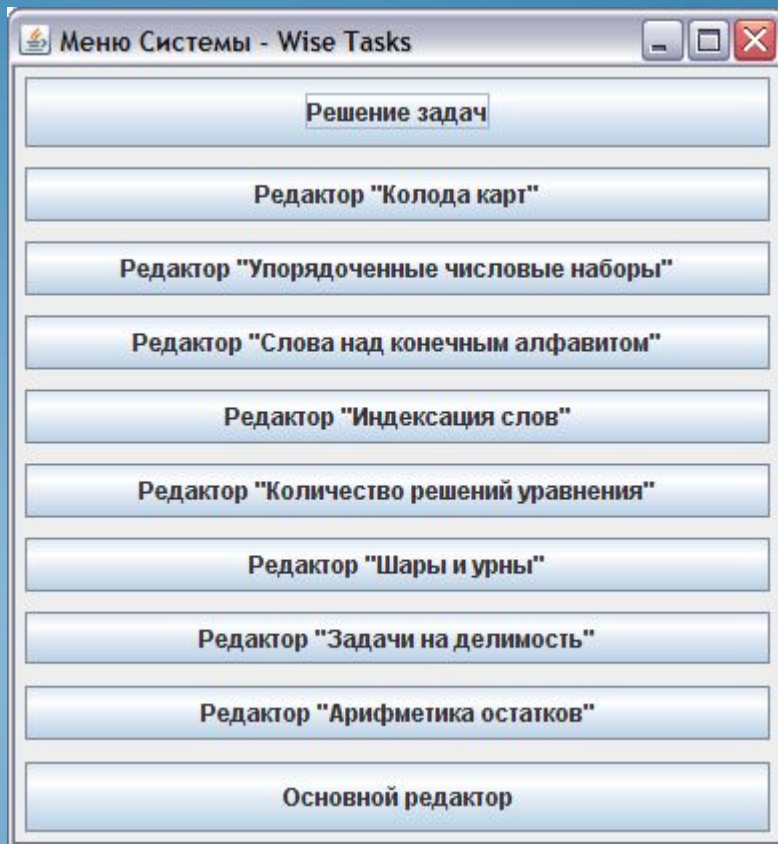 Меню Системы - Wise Tasks
Решение задач
Редактор "Колода карт"
Редактор "Упорядоченные числовые наборы"
Редактор "Слова над конечным алфавитом"
Редактор "Индексация слов"
Редактор "Количество решений уравнения"
Редактор "Шары и урны"
Редактор "Задачи на делимость"
Редактор "Арифметика остатков"
Основной редактор